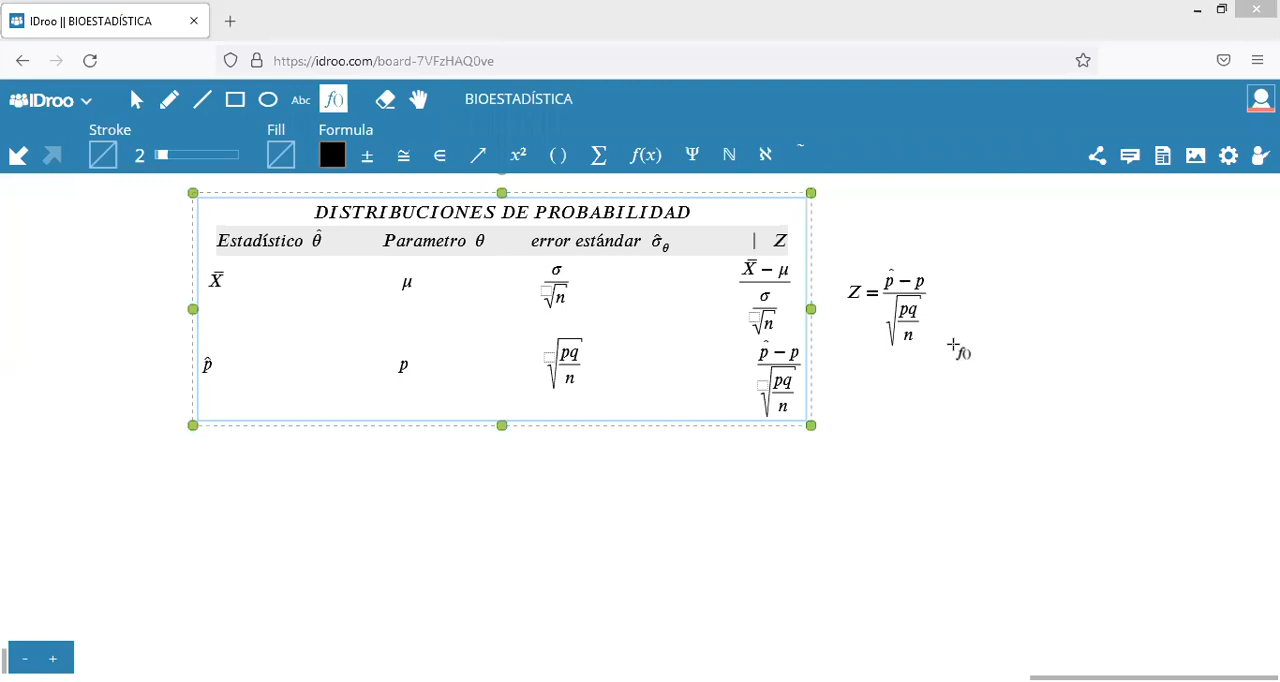 IDroo || BIOESTADÍSTICA
https://idroo.com/board-7VFzHAQ0ve
IDroo Abc f() BIOESTADÍSTICA
Stroke Fill Formula
2 ± ≅ ∈ ↗ x² ( ) ∑ f(x) Ψ ℕ ℵ ~
DISTRIBUCIONES DE PROBABILIDAD
Estadístico θ̂ Parametro θ error estándar σ̂_θ | Z
X̄ μ σ/√n (X̄ − μ)/(σ/√n)
Z = (p̂ − p)/√(pq/n)
p̂ p √(pq/n) (p̂ − p)/√(pq/n)
f()
- +